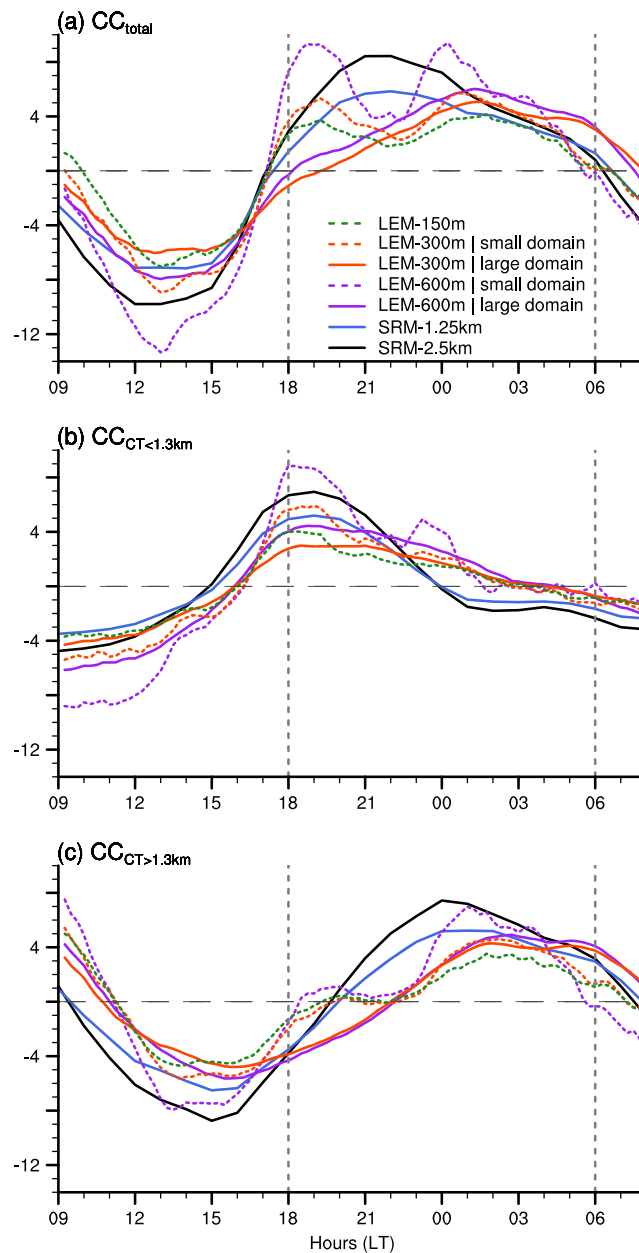 (a) CCtotal
4
-4
-12
LEM-150m
LEM-300m | small domain
LEM-300m | large domain
LEM-600m | small domain
LEM-600m | large domain
SRM-1.25km
SRM-2.5km
09 12 15 18 21 00 03 06
(b) CCCT<1.3km
4
-4
-12
09 12 15 18 21 00 03 06
(c) CCCT>1.3km
4
-4
-12
09 12 15 18 21 00 03 06
Hours (LT)